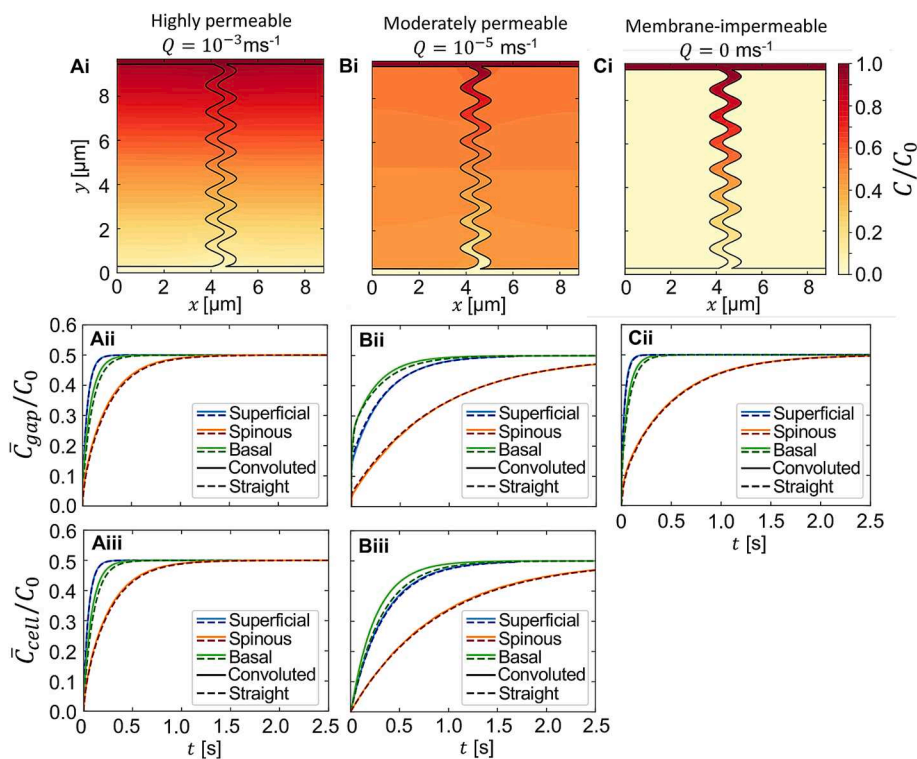 Highly permeable
Q = 10⁻³ms⁻¹
Moderately permeable
Q = 10⁻⁵ ms⁻¹
Membrane-impermeable
Q = 0 ms⁻¹
Ai
Bi
Ci
y [µm]
8
6
4
2
0
0 2 4 6 8
x [µm]
0 2 4 6 8
x [µm]
0 2 4 6 8
x [µm]
1.0
0.8
0.6
0.4
0.2
0.0
C/C₀
Aii
C̄gap/C₀
0.6
0.5
0.4
0.3
0.2
0.1
0.0
Superficial
Spinous
Basal
Convoluted
Straight
Bii
Superficial
Spinous
Basal
Convoluted
Straight
Cii
Superficial
Spinous
Basal
Convoluted
Straight
0 0.5 1.0 1.5 2.0 2.5
t [s]
Aiii
C̄cell/C₀
0.6
0.5
0.4
0.3
0.2
0.1
0.0
Superficial
Spinous
Basal
Convoluted
Straight
0 0.5 1.0 1.5 2.0 2.5
t [s]
Biii
Superficial
Spinous
Basal
Convoluted
Straight
0 0.5 1.0 1.5 2.0 2.5
t [s]